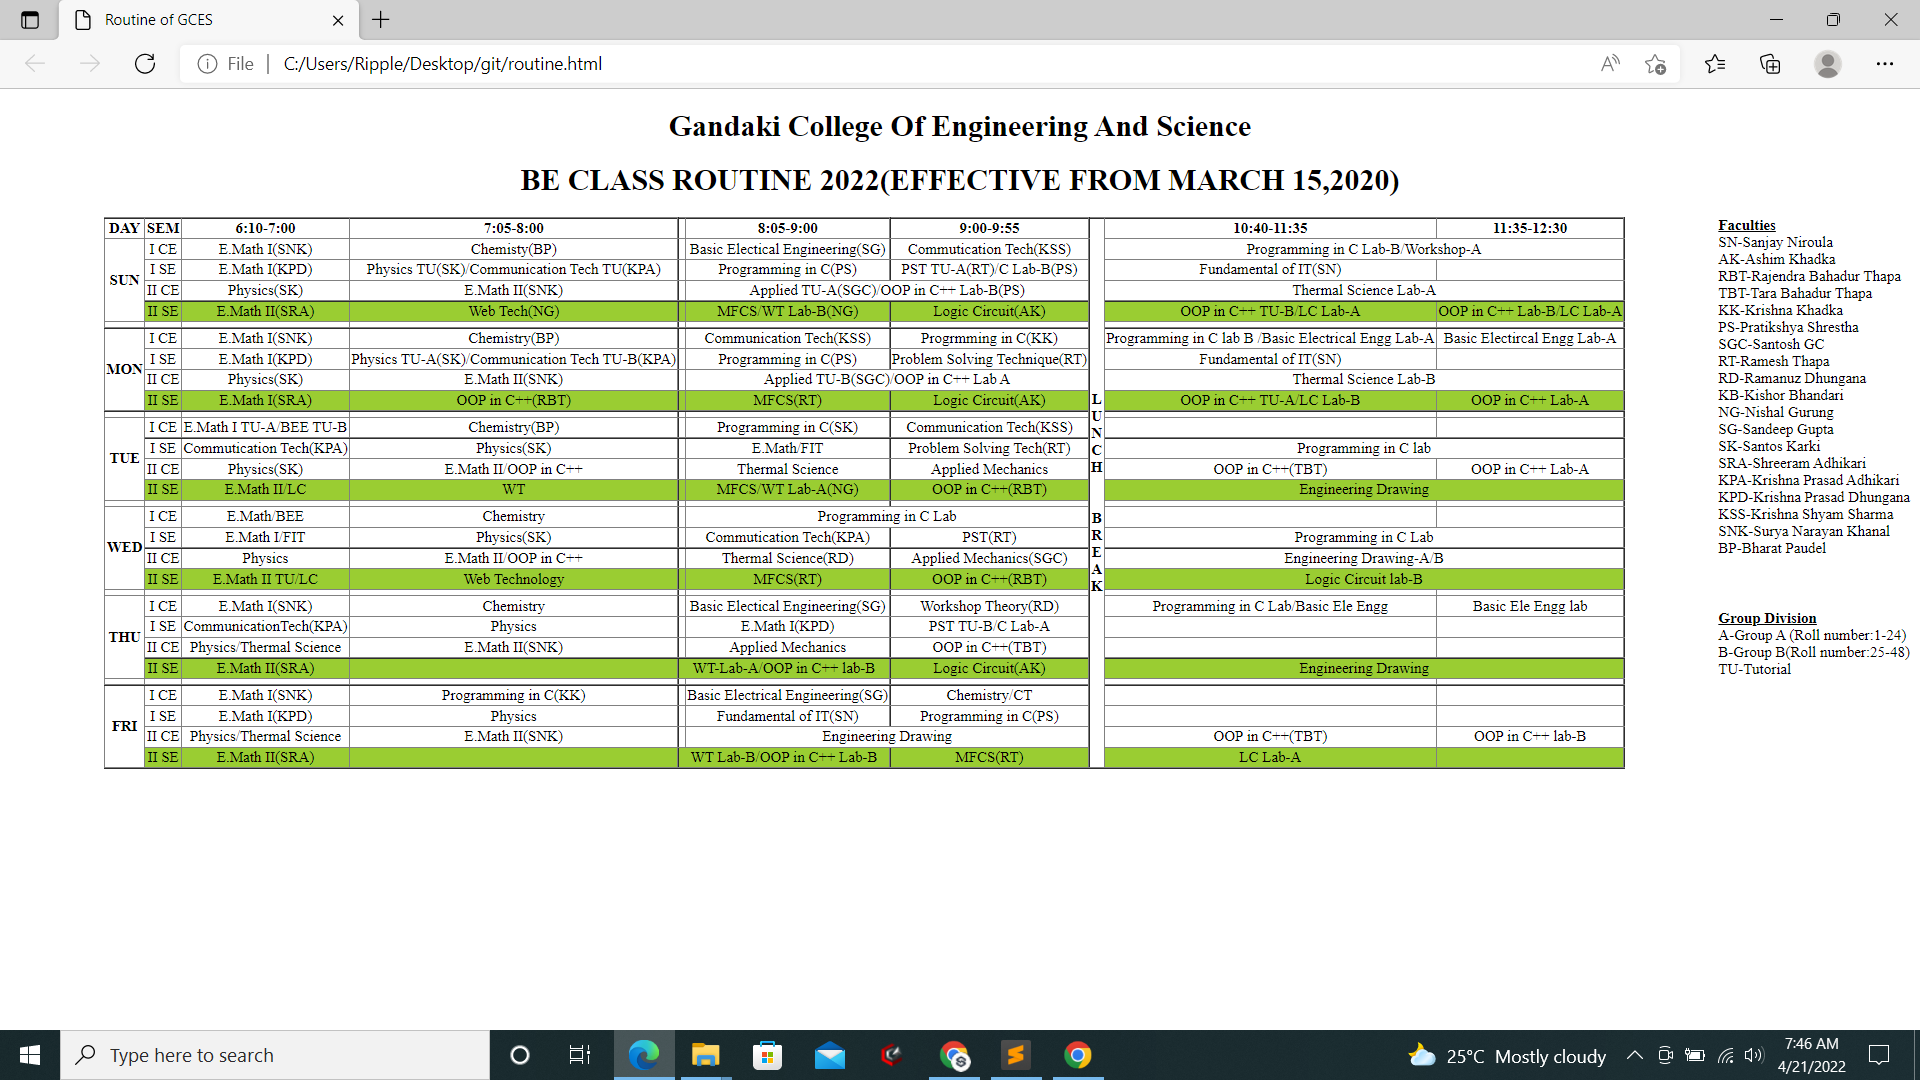 Routine of GCES
File | C:/Users/Ripple/Desktop/git/routine.html
Gandaki College Of Engineering And Science
BE CLASS ROUTINE 2022(EFFECTIVE FROM MARCH 15,2020)
DAY SEM 6:10-7:00 7:05-8:00 8:05-9:00 9:00-9:55 10:40-11:35 11:35-12:30
SUN
I CE E.Math I(SNK) Chemisty(BP) Basic Electical Engineering(SG) Commutication Tech(KSS) Programming in C Lab-B/Workshop-A
I SE E.Math I(KPD) Physics TU(SK)/Communication Tech TU(KPA) Programming in C(PS) PST TU-A(RT)/C Lab-B(PS) Fundamental of IT(SN)
II CE Physics(SK) E.Math II(SNK) Applied TU-A(SGC)/OOP in C++ Lab-B(PS) Thermal Science Lab-A
II SE E.Math II(SRA) Web Tech(NG) MFCS/WT Lab-B(NG) Logic Circuit(AK) OOP in C++ TU-B/LC Lab-A OOP in C++ Lab-B/LC Lab-A
MON
I CE E.Math I(SNK) Chemistry(BP) Communication Tech(KSS) Progrmming in C(KK) Programming in C lab B /Basic Electrical Engg Lab-A Basic Electircal Engg Lab-A
I SE E.Math I(KPD) Physics TU-A(SK)/Communication Tech TU-B(KPA) Programming in C(PS) Problem Solving Technique(RT) Fundamental of IT(SN)
II CE Physics(SK) E.Math II(SNK) Applied TU-B(SGC)/OOP in C++ Lab A Thermal Science Lab-B
II SE E.Math I(SRA) OOP in C++(RBT) MFCS(RT) Logic Circuit(AK) OOP in C++ TU-A/LC Lab-B OOP in C++ Lab-A
TUE
I CE E.Math I TU-A/BEE TU-B Chemistry(BP) Programming in C(SK) Communication Tech(KSS)
I SE Commutication Tech(KPA) Physics(SK) E.Math/FIT Problem Solving Tech(RT) Programming in C lab
II CE Physics(SK) E.Math II/OOP in C++ Thermal Science Applied Mechanics OOP in C++(TBT) OOP in C++ Lab-A
II SE E.Math II/LC WT MFCS/WT Lab-A(NG) OOP in C++(RBT) Engineering Drawing
WED
I CE E.Math/BEE Chemistry Programming in C Lab
I SE E.Math I/FIT Physics(SK) Commutication Tech(KPA) PST(RT) Programming in C Lab
II CE Physics E.Math II/OOP in C++ Thermal Science(RD) Applied Mechanics(SGC) Engineering Drawing-A/B
II SE E.Math II TU/LC Web Technology MFCS(RT) OOP in C++(RBT) Logic Circuit lab-B
THU
I CE E.Math I(SNK) Chemistry Basic Electical Engineering(SG) Workshop Theory(RD) Programming in C Lab/Basic Ele Engg Basic Ele Engg lab
I SE CommunicationTech(KPA) Physics E.Math I(KPD) PST TU-B/C Lab-A
II CE Physics/Thermal Science E.Math II(SNK) Applied Mechanics OOP in C++(TBT)
II SE E.Math II(SRA) WT-Lab-A/OOP in C++ lab-B Logic Circuit(AK) Engineering Drawing
FRI
I CE E.Math I(SNK) Programming in C(KK) Basic Electrical Engineering(SG) Chemistry/CT
I SE E.Math I(KPD) Physics Fundamental of IT(SN) Programming in C(PS)
II CE Physics/Thermal Science E.Math II(SNK) Engineering Drawing OOP in C++(TBT) OOP in C++ lab-B
II SE E.Math II(SRA) WT Lab-B/OOP in C++ Lab-B MFCS(RT) LC Lab-A
L
U
N
C
H
B
R
E
A
K
Faculties
SN-Sanjay Niroula
AK-Ashim Khadka
RBT-Rajendra Bahadur Thapa
TBT-Tara Bahadur Thapa
KK-Krishna Khadka
PS-Pratikshya Shrestha
SGC-Santosh GC
RT-Ramesh Thapa
RD-Ramanuz Dhungana
KB-Kishor Bhandari
NG-Nishal Gurung
SG-Sandeep Gupta
SK-Santos Karki
SRA-Shreeram Adhikari
KPA-Krishna Prasad Adhikari
KPD-Krishna Prasad Dhungana
KSS-Krishna Shyam Sharma
SNK-Surya Narayan Khanal
BP-Bharat Paudel
Group Division
A-Group A (Roll number:1-24)
B-Group B(Roll number:25-48)
TU-Tutorial
Type here to search
25°C Mostly cloudy
7:46 AM
4/21/2022